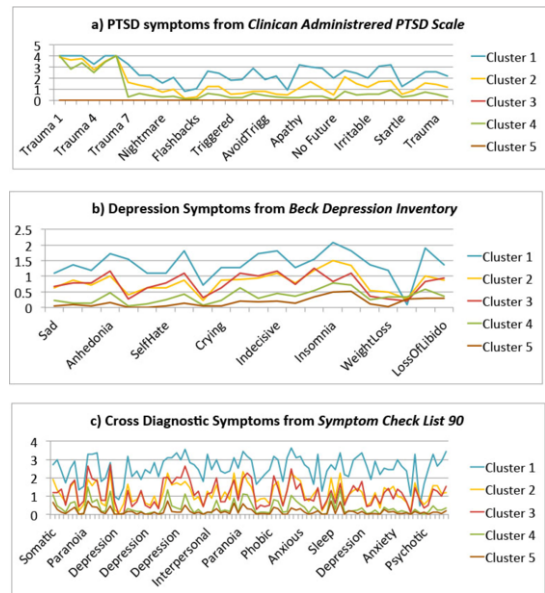 a) PTSD symptoms from Clinican Administrered PTSD Scale
5
4
3
2
1
0
Trauma 1
Trauma 4
Trauma 7
Nightmare
Flashbacks
Triggered
AvoidTrigg
Apathy
No Future
Irritable
Startle
Trauma
Cluster 1
Cluster 2
Cluster 3
Cluster 4
Cluster 5
b) Depression Symptoms from Beck Depression Inventory
2.5
2
1.5
1
0.5
0
Sad
Anhedonia
SelfHate
Crying
Indecisive
Insomnia
WeightLoss
LossOfLibido
Cluster 1
Cluster 2
Cluster 3
Cluster 4
Cluster 5
c) Cross Diagnostic Symptoms from Symptom Check List 90
4
3
2
1
0
Somatic
Paranoia
Depression
Depression
Depression
Interpersonal
Paranoia
Phobic
Anxious
Sleep
Depression
Anxiety
Psychotic
Cluster 1
Cluster 2
Cluster 3
Cluster 4
Cluster 5